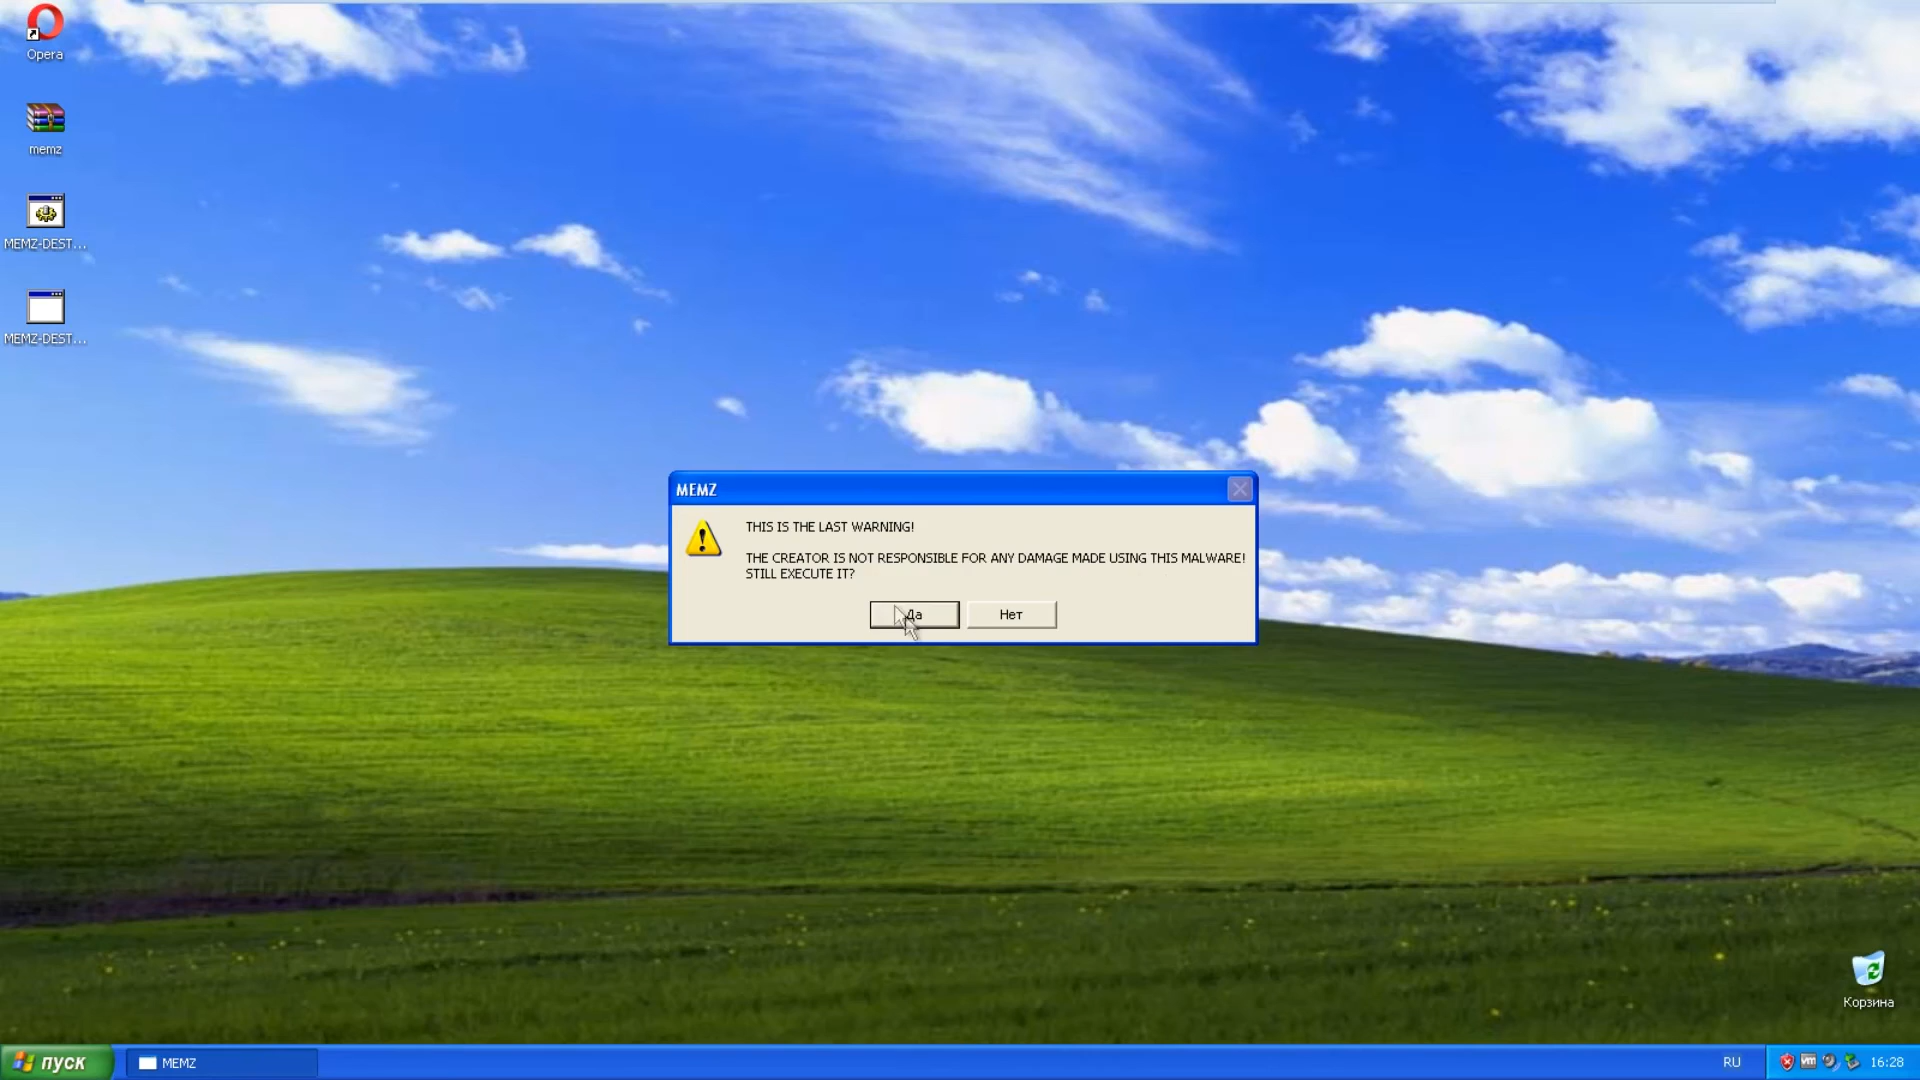 Opera
memz
MEMZ-DEST...
MEMZ-DEST...
MEMZ
THIS IS THE LAST WARNING!
THE CREATOR IS NOT RESPONSIBLE FOR ANY DAMAGE MADE USING THIS MALWARE!
STILL EXECUTE IT?
Да
Нет
Корзина
пуск
MEMZ
RU
vm
16:28